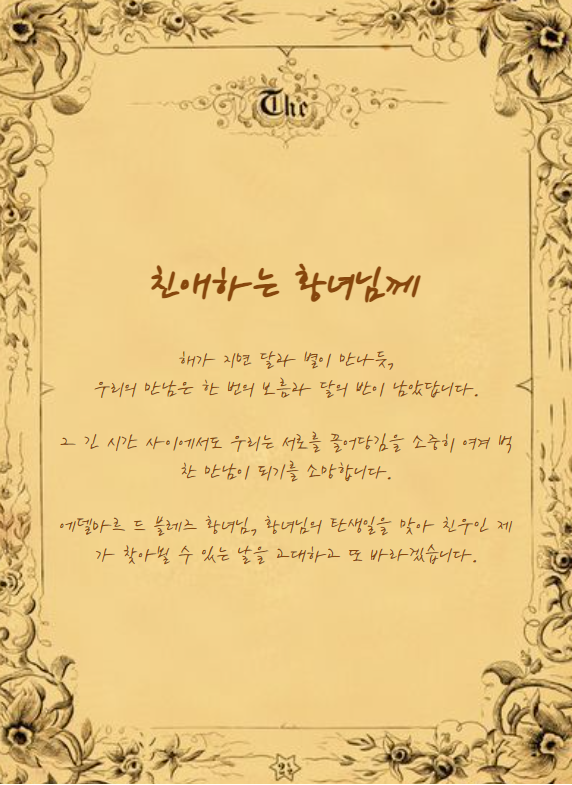 The
친애하는 황녀님께
해가 지면 달과 별이 만나듯,
우리의 만남은 한 번의 보름과 달의 반이 남았답니다.
그 긴 시간 사이에서도 우리는 서로를 끌어당김을 소중히 여겨 벅
찬 만남이 되기를 소망합니다.
에델마르 드 블레즈 황녀님, 황녀님의 탄생일을 맞아 친우인 제
가 찾아뵐 수 있는 날을 고대하고 또 바라겠습니다.